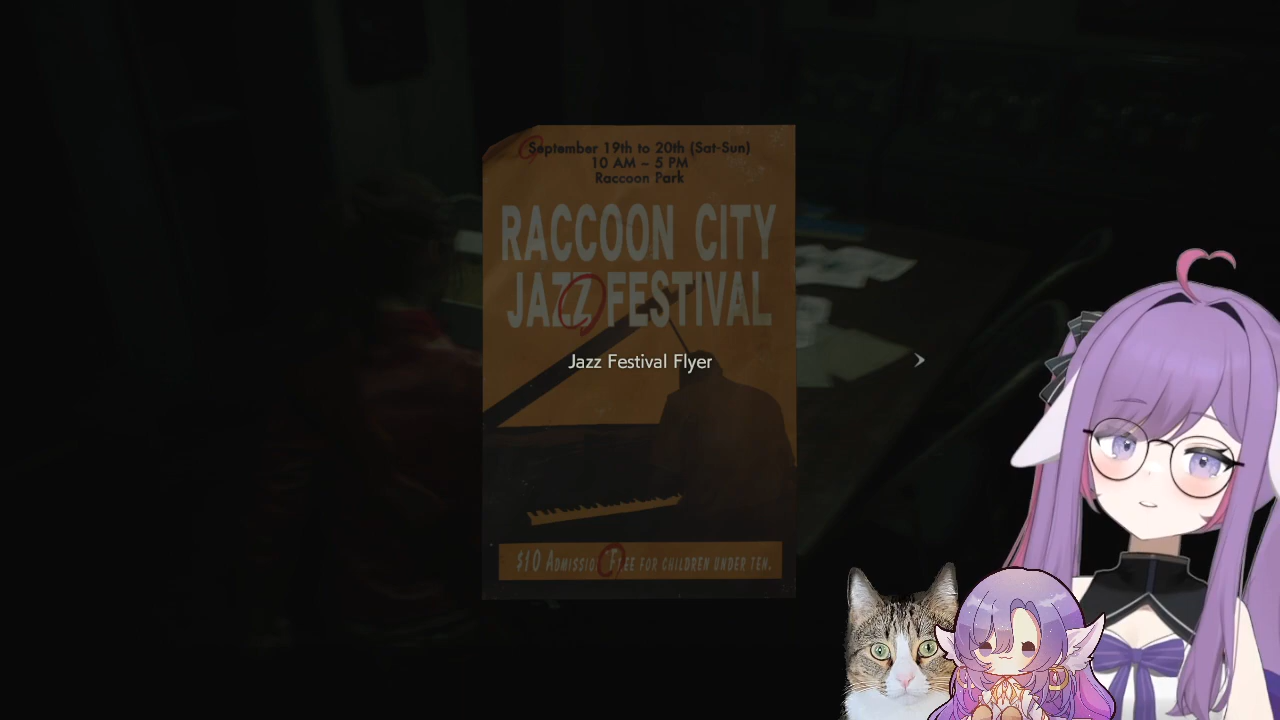 September 19th to 20th (Sat-Sun)
10 AM – 5 PM
Raccoon Park
RACCOON CITY
JAZZ FESTIVAL
Jazz Festival Flyer
$10 Admission Free for children under ten.